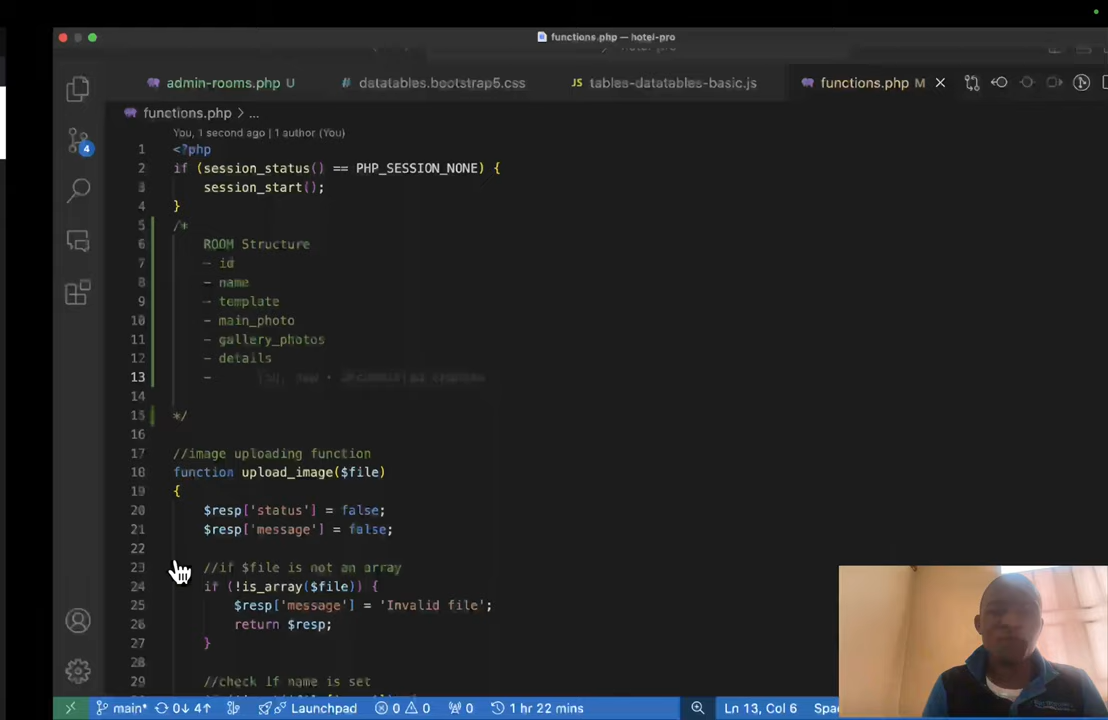 functions.php — hotel-pro
admin-rooms.php U
datatables.bootstrap5.css
JS tables-datatables-basic.js
functions.php M
functions.php > ...
4
You, 1 second ago | 1 author (You)
1 <?php
2 if (session_status() == PHP_SESSION_NONE) {
3 session_start();
4 }
5 /*
6 ROOM Structure
7 - id
8 - name
9 - template
10 - main_photo
11 - gallery_photos
12 - details
13 -
14
15 */
16
17 //image uploading function
18 function upload_image($file)
19 {
20 $resp['status'] = false;
21 $resp['message'] = false;
22
23 //if $file is not an array
24 if (!is_array($file)) {
25 $resp['message'] = 'Invalid file';
26 return $resp;
27 }
28
29 //check if name is set
main* 0↓ 4↑ Launchpad 0 0 0 1 hr 22 mins Ln 13, Col 6 Spa